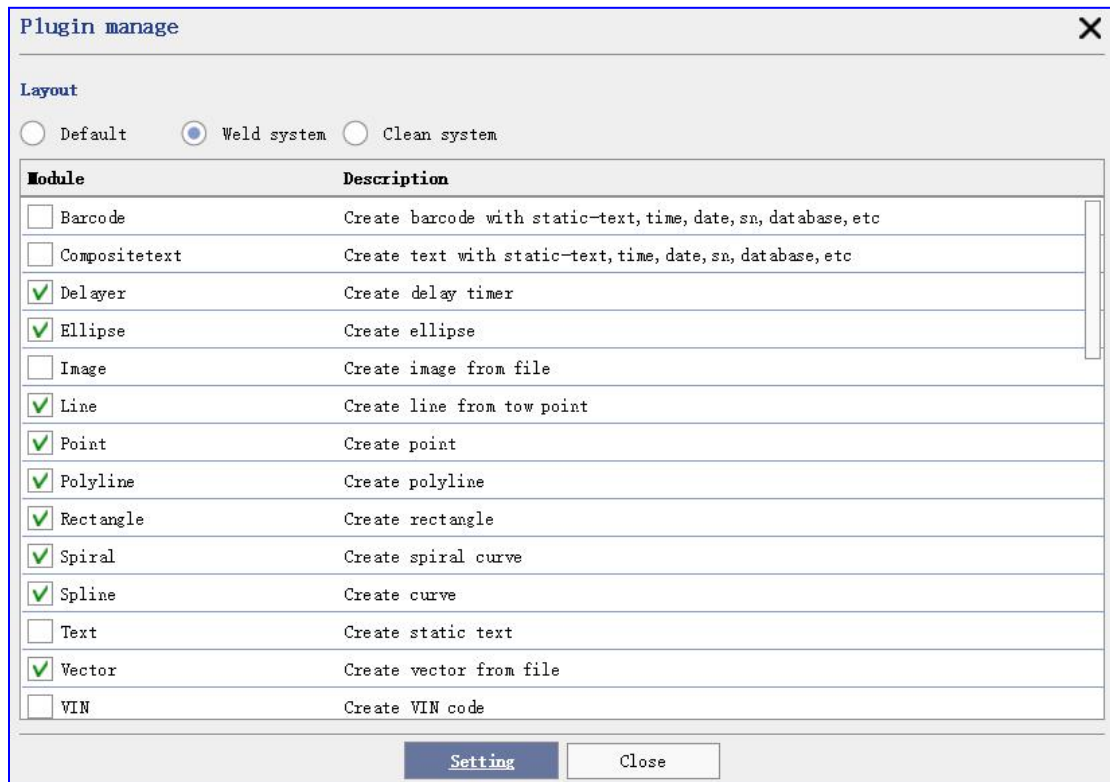 Plugin manage
Layout
Default Weld system Clean system
Module Description
Barcode Create barcode with static-text, time, date, sn, database, etc
Compositetext Create text with static-text, time, date, sn, database, etc
Delayer Create delay timer
Ellipse Create ellipse
Image Create image from file
Line Create line from tow point
Point Create point
Polyline Create polyline
Rectangle Create rectangle
Spiral Create spiral curve
Spline Create curve
Text Create static text
Vector Create vector from file
VIN Create VIN code
Setting Close